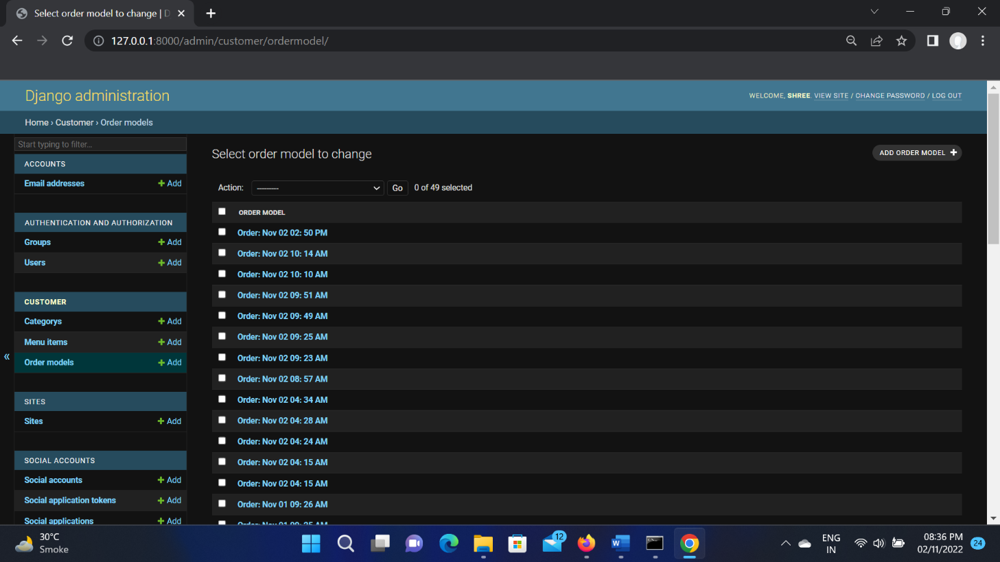 Select order model to change | D
127.0.0.1:8000/admin/customer/ordermodel/
Django administration
WELCOME, SHREE. VIEW SITE / CHANGE PASSWORD / LOG OUT
Home › Customer › Order models
Start typing to filter...
ACCOUNTS
Email addresses + Add
AUTHENTICATION AND AUTHORIZATION
Groups + Add
Users + Add
CUSTOMER
Categorys + Add
Menu items + Add
Order models + Add
«
SITES
Sites + Add
SOCIAL ACCOUNTS
Social accounts + Add
Social application tokens + Add
Social applications + Add
Select order model to change
ADD ORDER MODEL +
Action: --------- Go 0 of 49 selected
ORDER MODEL
Order: Nov 02 02: 50 PM
Order: Nov 02 10: 14 AM
Order: Nov 02 10: 10 AM
Order: Nov 02 09: 51 AM
Order: Nov 02 09: 49 AM
Order: Nov 02 09: 25 AM
Order: Nov 02 09: 23 AM
Order: Nov 02 08: 57 AM
Order: Nov 02 04: 34 AM
Order: Nov 02 04: 28 AM
Order: Nov 02 04: 24 AM
Order: Nov 02 04: 15 AM
Order: Nov 02 04: 15 AM
Order: Nov 01 09: 26 AM
Order: Nov 01 09: 25 AM
30°C
Smoke
12
W
ENG
IN
08:36 PM
02/11/2022
24